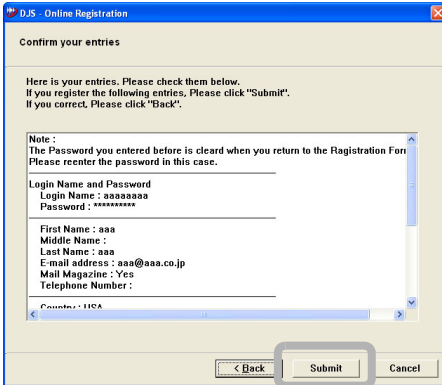 DJS - Online Registration
Confirm your entries
Here is your entries. Please check them below.
If you register the following entries, Please click "Submit".
If you correct, Please click "Back".
Note :
The Password you entered before is cleard when you return to the Ragistration Forr
Please reenter the password in this case.
Login Name and Password
Login Name : aaaaaaaa
Password : **********
First Name : aaa
Middle Name :
Last Name : aaa
E-mail address : aaa@aaa.co.jp
Mail Magazine : Yes
Telephone Number :
Country : USA
< Back Submit Cancel